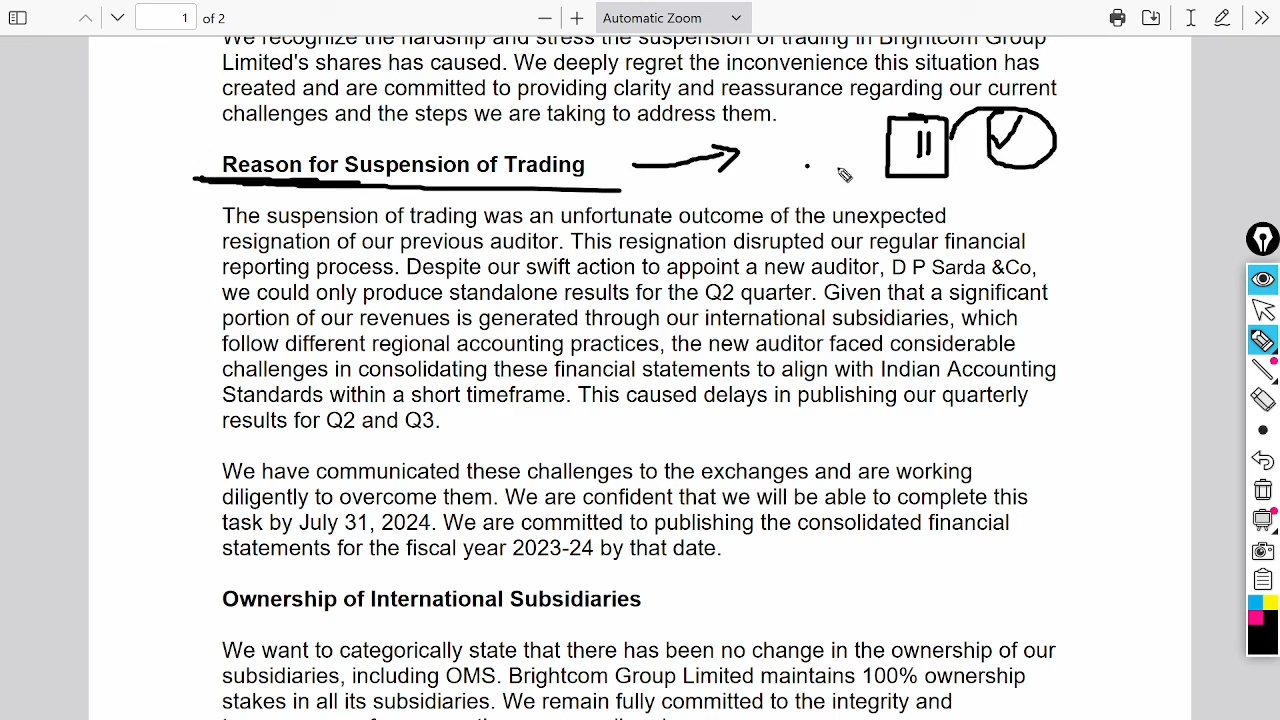 1 of 2 Automatic Zoom
We recognize the hardship and stress the suspension of trading in Brightcom Group
Limited's shares has caused. We deeply regret the inconvenience this situation has
created and are committed to providing clarity and reassurance regarding our current
challenges and the steps we are taking to address them.
Reason for Suspension of Trading
The suspension of trading was an unfortunate outcome of the unexpected
resignation of our previous auditor. This resignation disrupted our regular financial
reporting process. Despite our swift action to appoint a new auditor, D P Sarda &Co,
we could only produce standalone results for the Q2 quarter. Given that a significant
portion of our revenues is generated through our international subsidiaries, which
follow different regional accounting practices, the new auditor faced considerable
challenges in consolidating these financial statements to align with Indian Accounting
Standards within a short timeframe. This caused delays in publishing our quarterly
results for Q2 and Q3.
We have communicated these challenges to the exchanges and are working
diligently to overcome them. We are confident that we will be able to complete this
task by July 31, 2024. We are committed to publishing the consolidated financial
statements for the fiscal year 2023-24 by that date.
Ownership of International Subsidiaries
We want to categorically state that there has been no change in the ownership of our
subsidiaries, including OMS. Brightcom Group Limited maintains 100% ownership
stakes in all its subsidiaries. We remain fully committed to the integrity and